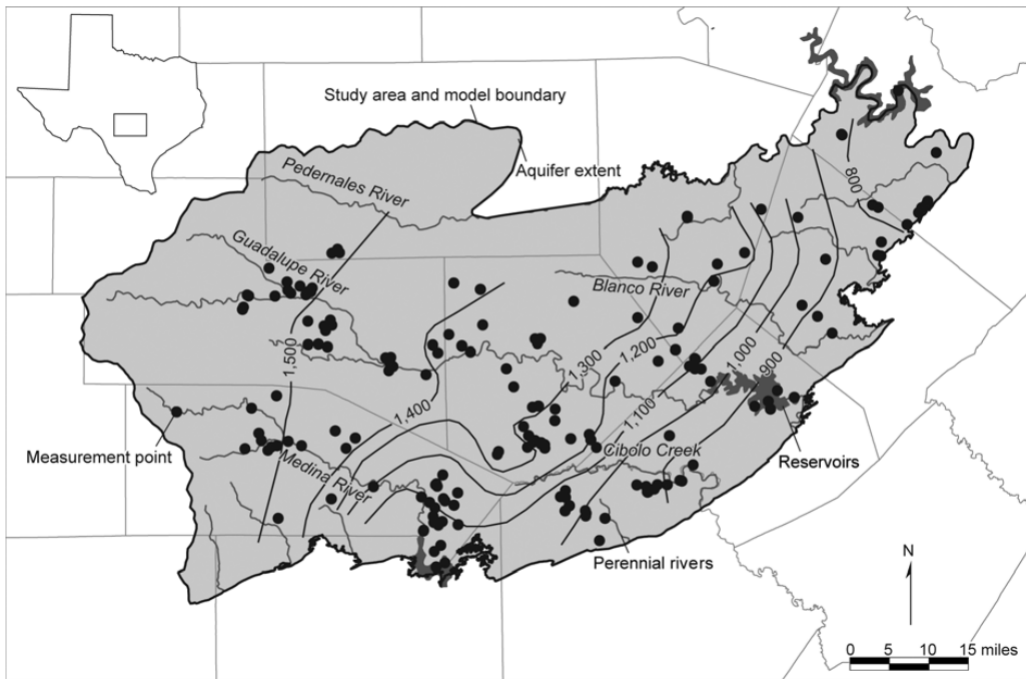 Study area and model boundary
Aquifer extent
Pedernales River
Guadalupe River
Blanco River
800
1,500
1,400
1,300
1,200
1,100
1,000
900
Cibolo Creek
Medina River
Measurement point
Reservoirs
Perennial rivers
N
0 5 10 15 miles